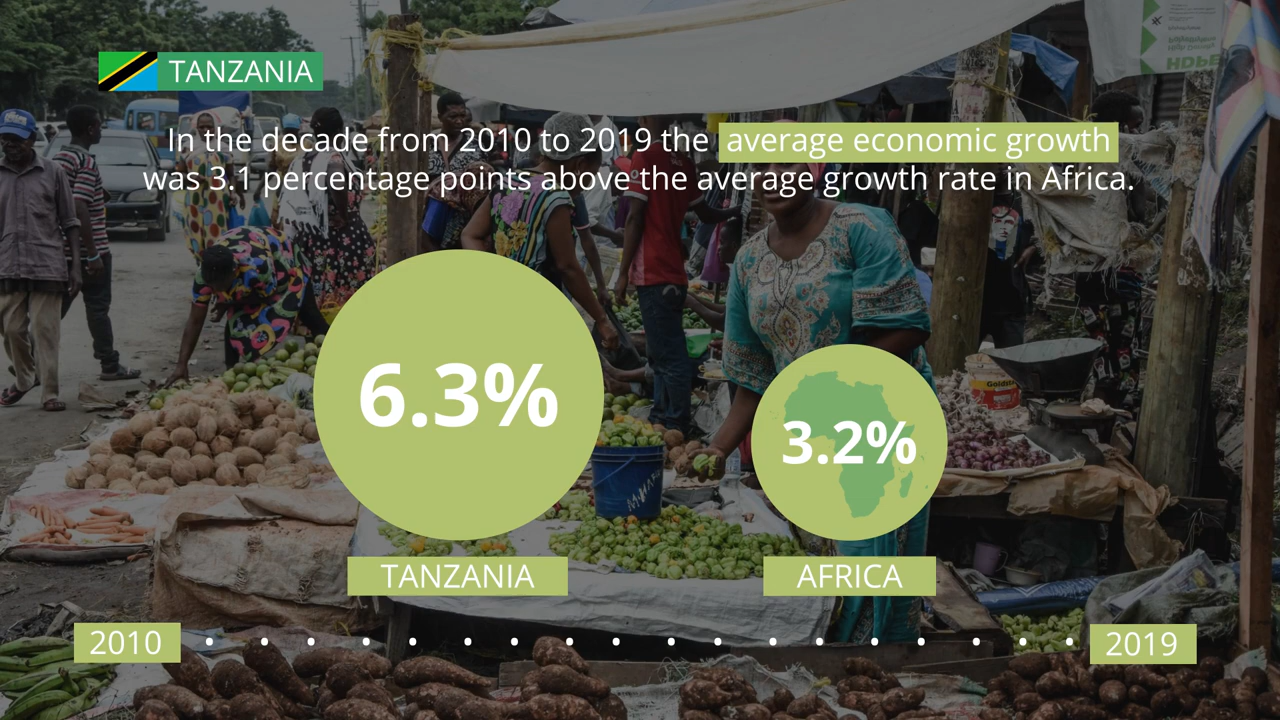 TANZANIA
In the decade from 2010 to 2019 the average economic growth
was 3.1 percentage points above the average growth rate in Africa.
6.3%
3.2%
TANZANIA
AFRICA
2010
2019
HDPE